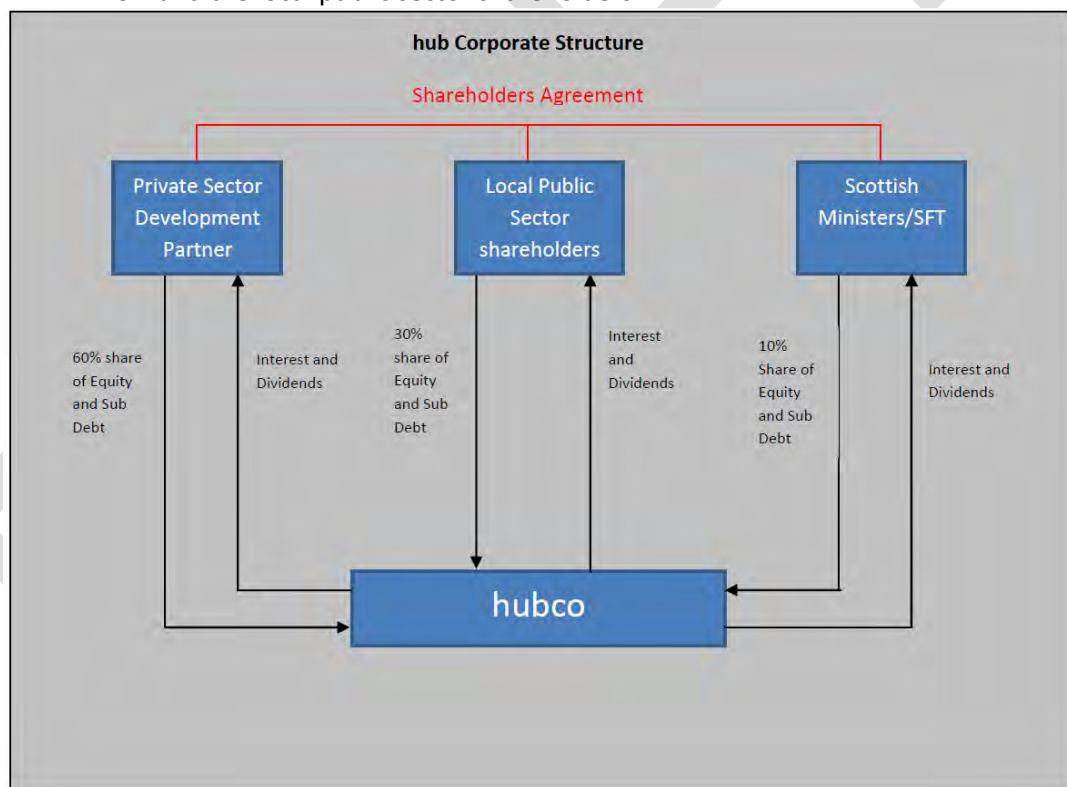 hub Corporate Structure
Shareholders Agreement
Private Sector
Development
Partner
Local Public
Sector
shareholders
Scottish
Ministers/SFT
60% share
of Equity
and Sub
Debt
Interest and
Dividends
30%
share of
Equity
and Sub
Debt
Interest
and
Dividends
10%
Share of
Equity
and Sub
Debt
Interest and
Dividends
hubco